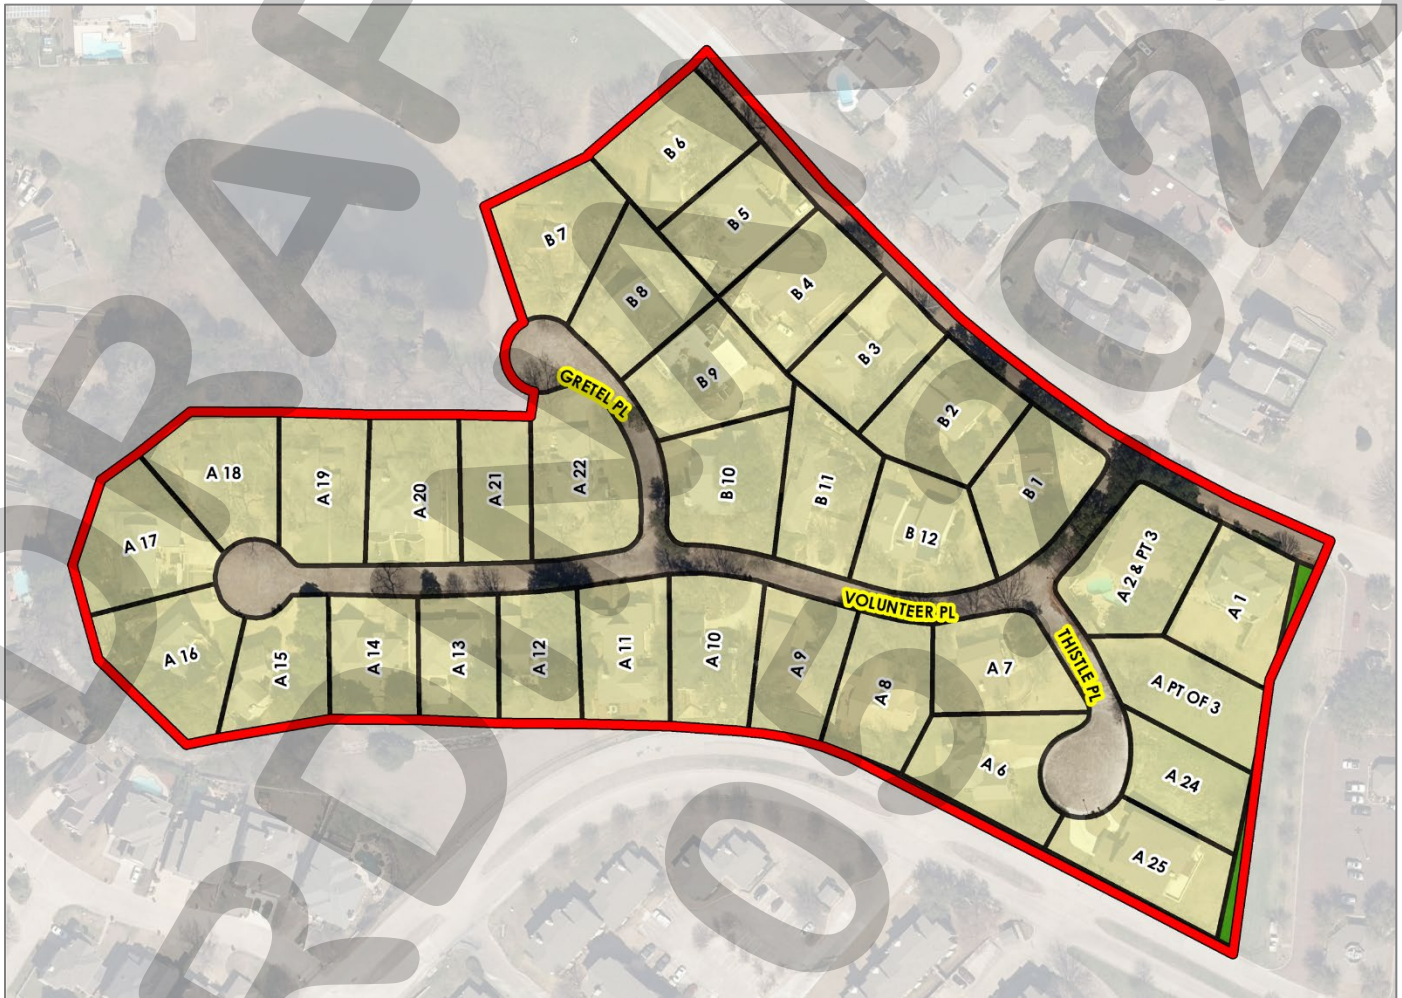 B 6
B 5
B 7
B 8
B 4
B 3
B 9
GRETEL PL
B 2
A 18
A 19
A 20
A 21
A 22
B 10
B 11
B 1
A 17
B 12
A 2 & PT 3
VOLUNTEER PL
A 1
A 16
A 15
A 14
A 13
A 12
A 11
A 10
A 9
A 8
A 7
THISTLE PL
A PT OF 3
A 6
A 24
A 25